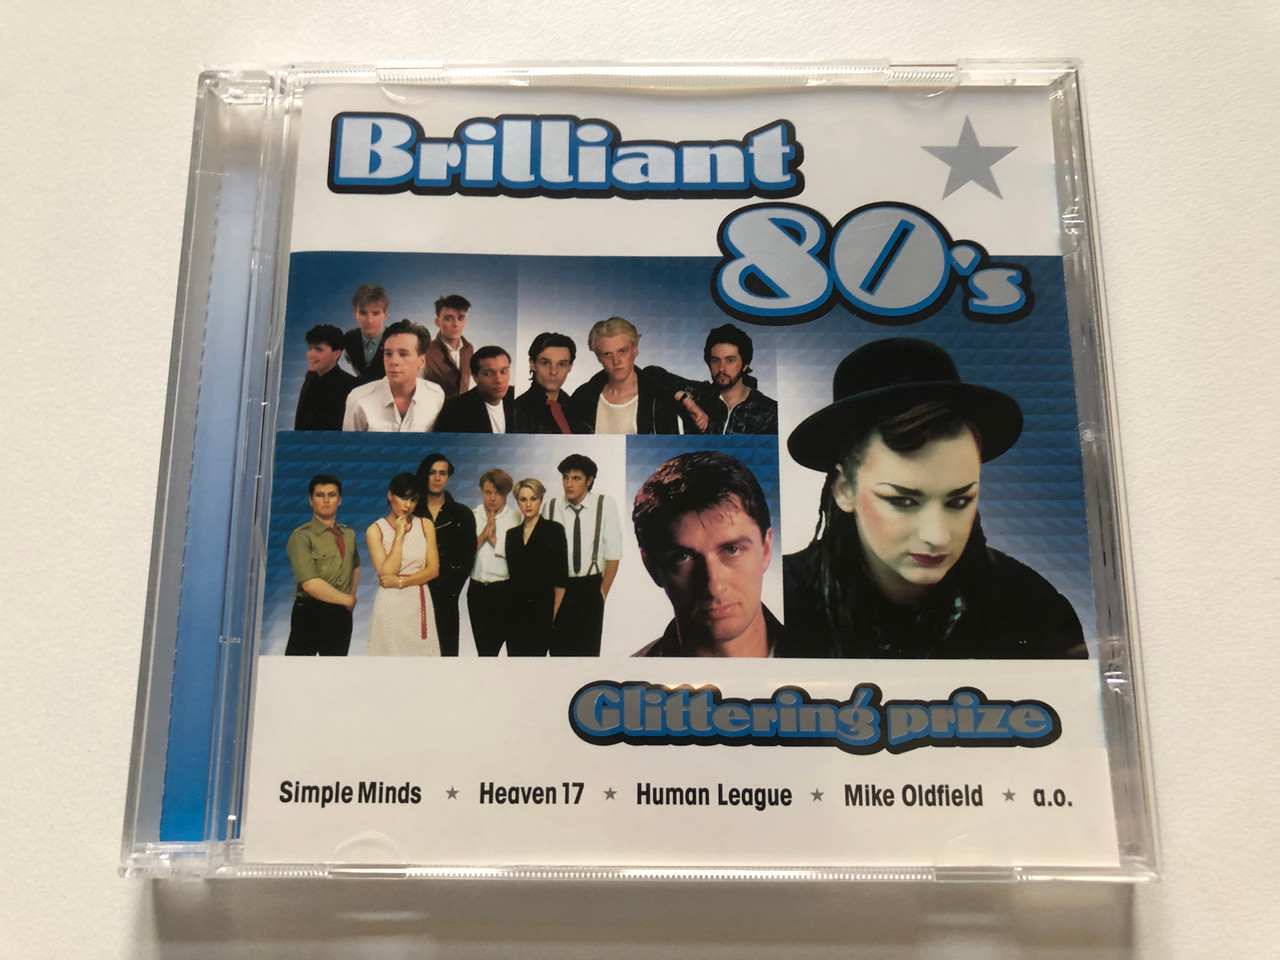 Brilliant
80's
Glittering prize
Simple Minds ★ Heaven 17 ★ Human League ★ Mike Oldfield ★ a.o.